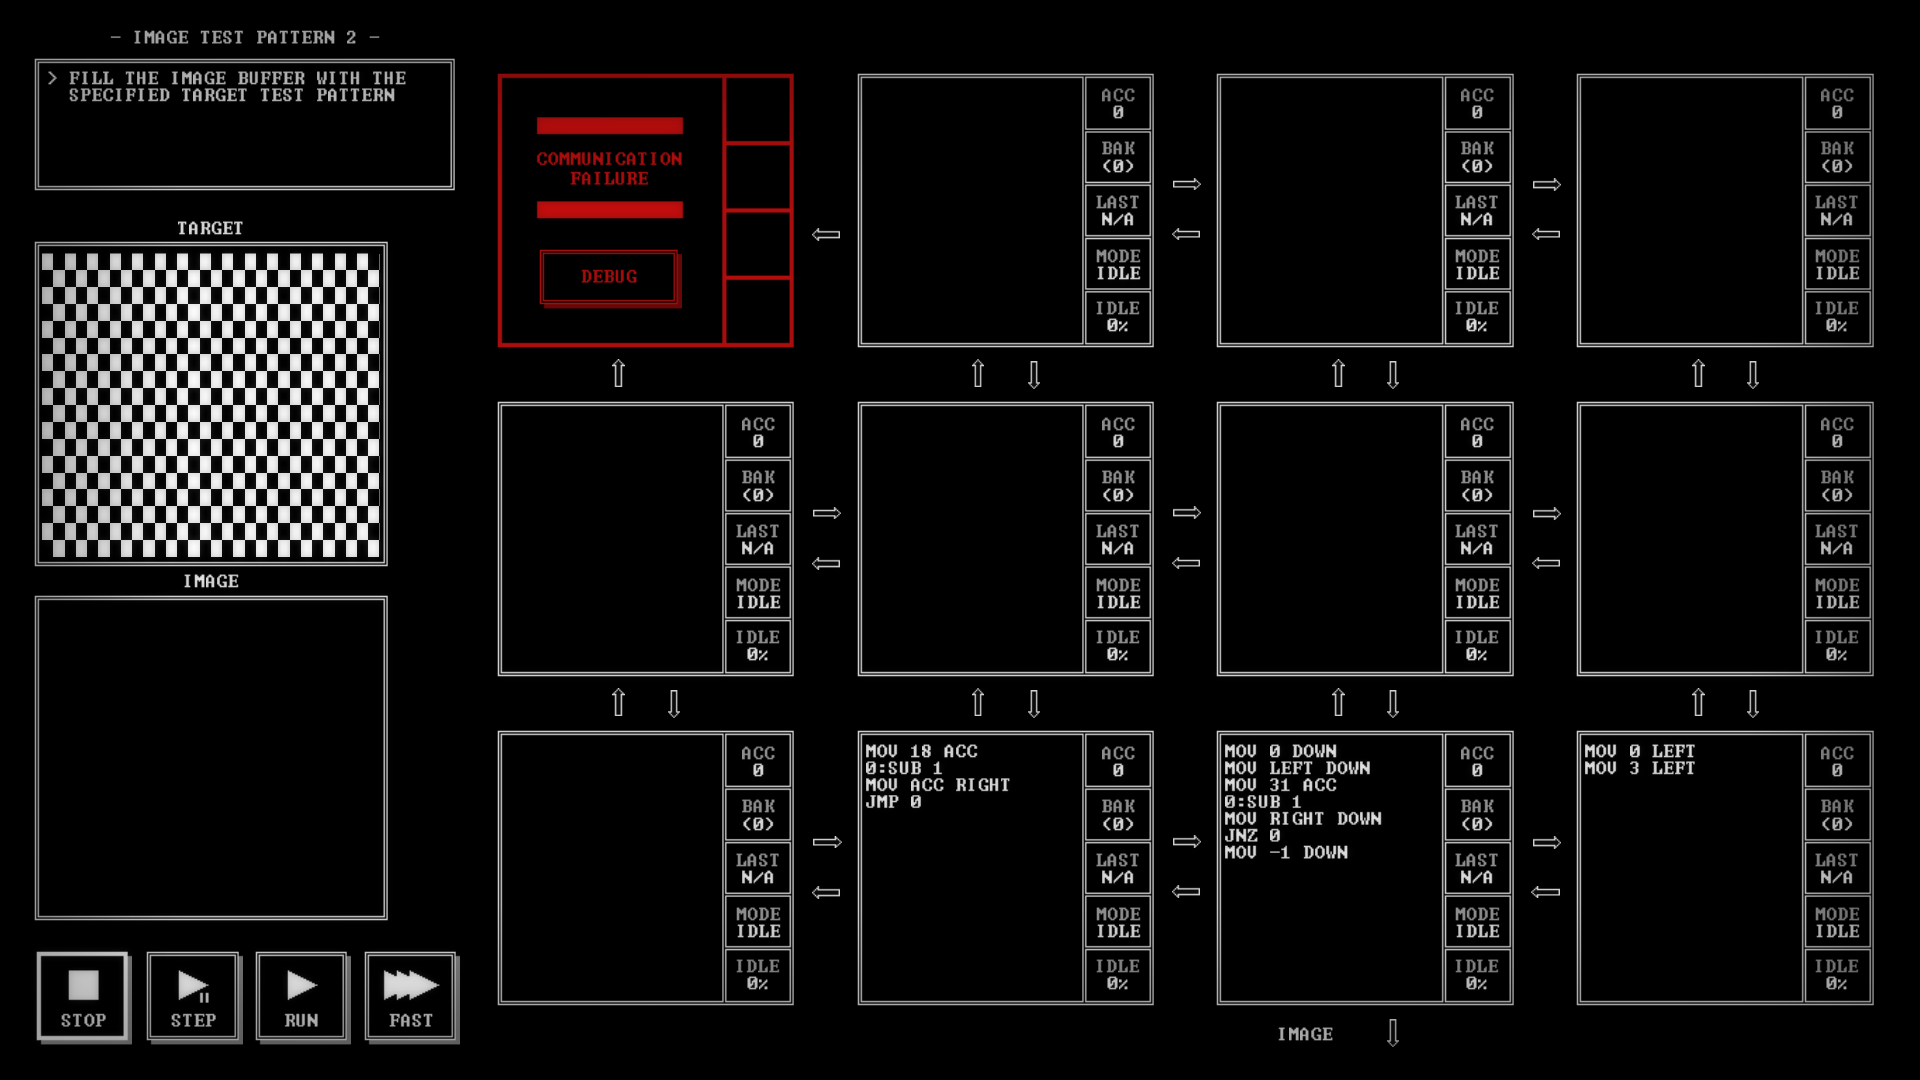 - IMAGE TEST PATTERN 2 -
> FILL THE IMAGE BUFFER WITH THE
SPECIFIED TARGET TEST PATTERN
TARGET
IMAGE
STOP
STEP
RUN
FAST
COMMUNICATION
FAILURE
DEBUG
ACC
0
BAK
(0)
LAST
N/A
MODE
IDLE
IDLE
0%
ACC
0
BAK
(0)
LAST
N/A
MODE
IDLE
IDLE
0%
ACC
0
BAK
(0)
LAST
N/A
MODE
IDLE
IDLE
0%
ACC
0
BAK
(0)
LAST
N/A
MODE
IDLE
IDLE
0%
ACC
0
BAK
(0)
LAST
N/A
MODE
IDLE
IDLE
0%
ACC
0
BAK
(0)
LAST
N/A
MODE
IDLE
IDLE
0%
ACC
0
BAK
(0)
LAST
N/A
MODE
IDLE
IDLE
0%
ACC
0
BAK
(0)
LAST
N/A
MODE
IDLE
IDLE
0%
MOV 18 ACC
0:SUB 1
MOV ACC RIGHT
JMP 0
ACC
0
BAK
(0)
LAST
N/A
MODE
IDLE
IDLE
0%
MOV 0 DOWN
MOV LEFT DOWN
MOV 31 ACC
0:SUB 1
MOV RIGHT DOWN
JNZ 0
MOV -1 DOWN
ACC
0
BAK
(0)
LAST
N/A
MODE
IDLE
IDLE
0%
MOV 0 LEFT
MOV 3 LEFT
ACC
0
BAK
(0)
LAST
N/A
MODE
IDLE
IDLE
0%
IMAGE